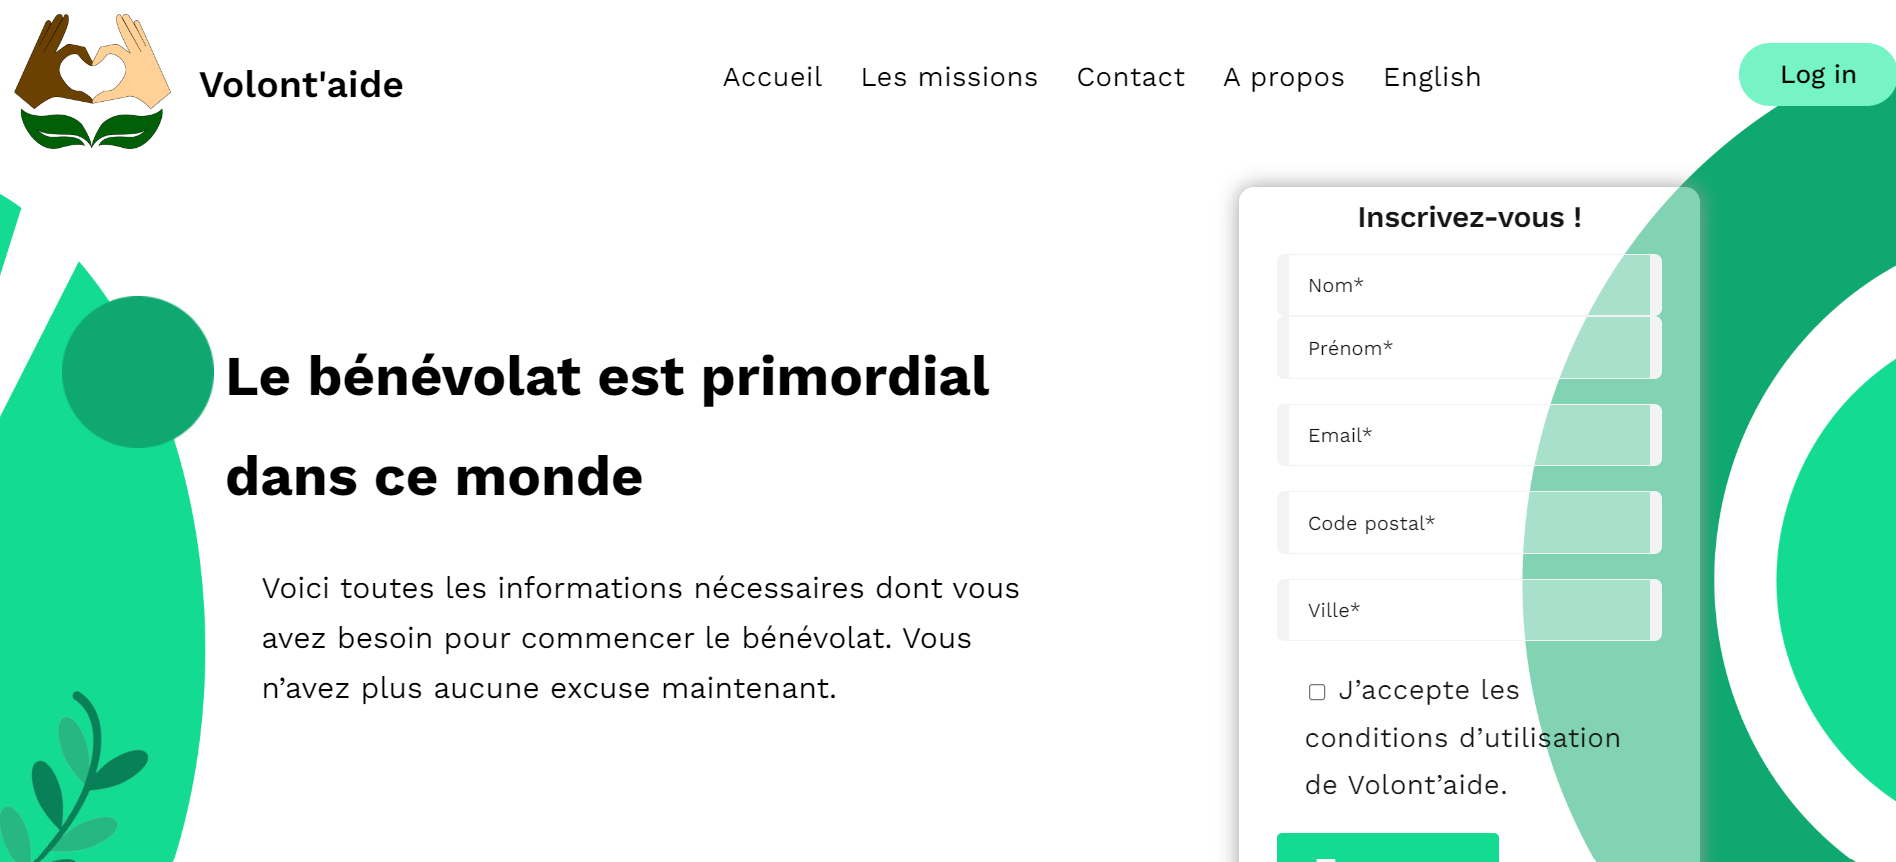 Volont'aide
Accueil
Les missions
Contact
A propos
English
Log in
Le bénévolat est primordial
dans ce monde
Voici toutes les informations nécessaires dont vous
avez besoin pour commencer le bénévolat. Vous
n’avez plus aucune excuse maintenant.
Inscrivez-vous !
Nom*
Prénom*
Email*
Code postal*
Ville*
J’accepte les
conditions d’utilisation
de Volont’aide.